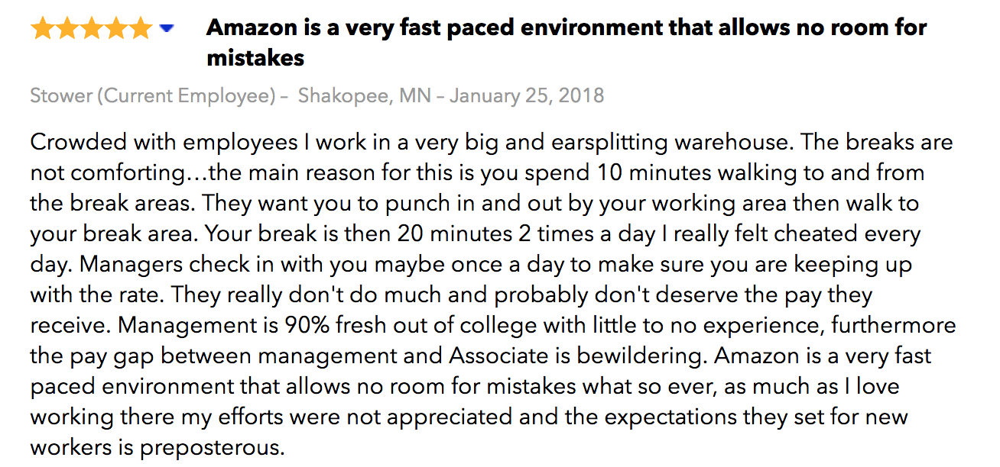 Amazon is a very fast paced environment that allows no room for
mistakes
Stower (Current Employee) – Shakopee, MN – January 25, 2018
Crowded with employees I work in a very big and earsplitting warehouse. The breaks are
not comforting...the main reason for this is you spend 10 minutes walking to and from
the break areas. They want you to punch in and out by your working area then walk to
your break area. Your break is then 20 minutes 2 times a day I really felt cheated every
day. Managers check in with you maybe once a day to make sure you are keeping up
with the rate. They really don't do much and probably don't deserve the pay they
receive. Management is 90% fresh out of college with little to no experience, furthermore
the pay gap between management and Associate is bewildering. Amazon is a very fast
paced environment that allows no room for mistakes what so ever, as much as I love
working there my efforts were not appreciated and the expectations they set for new
workers is preposterous.